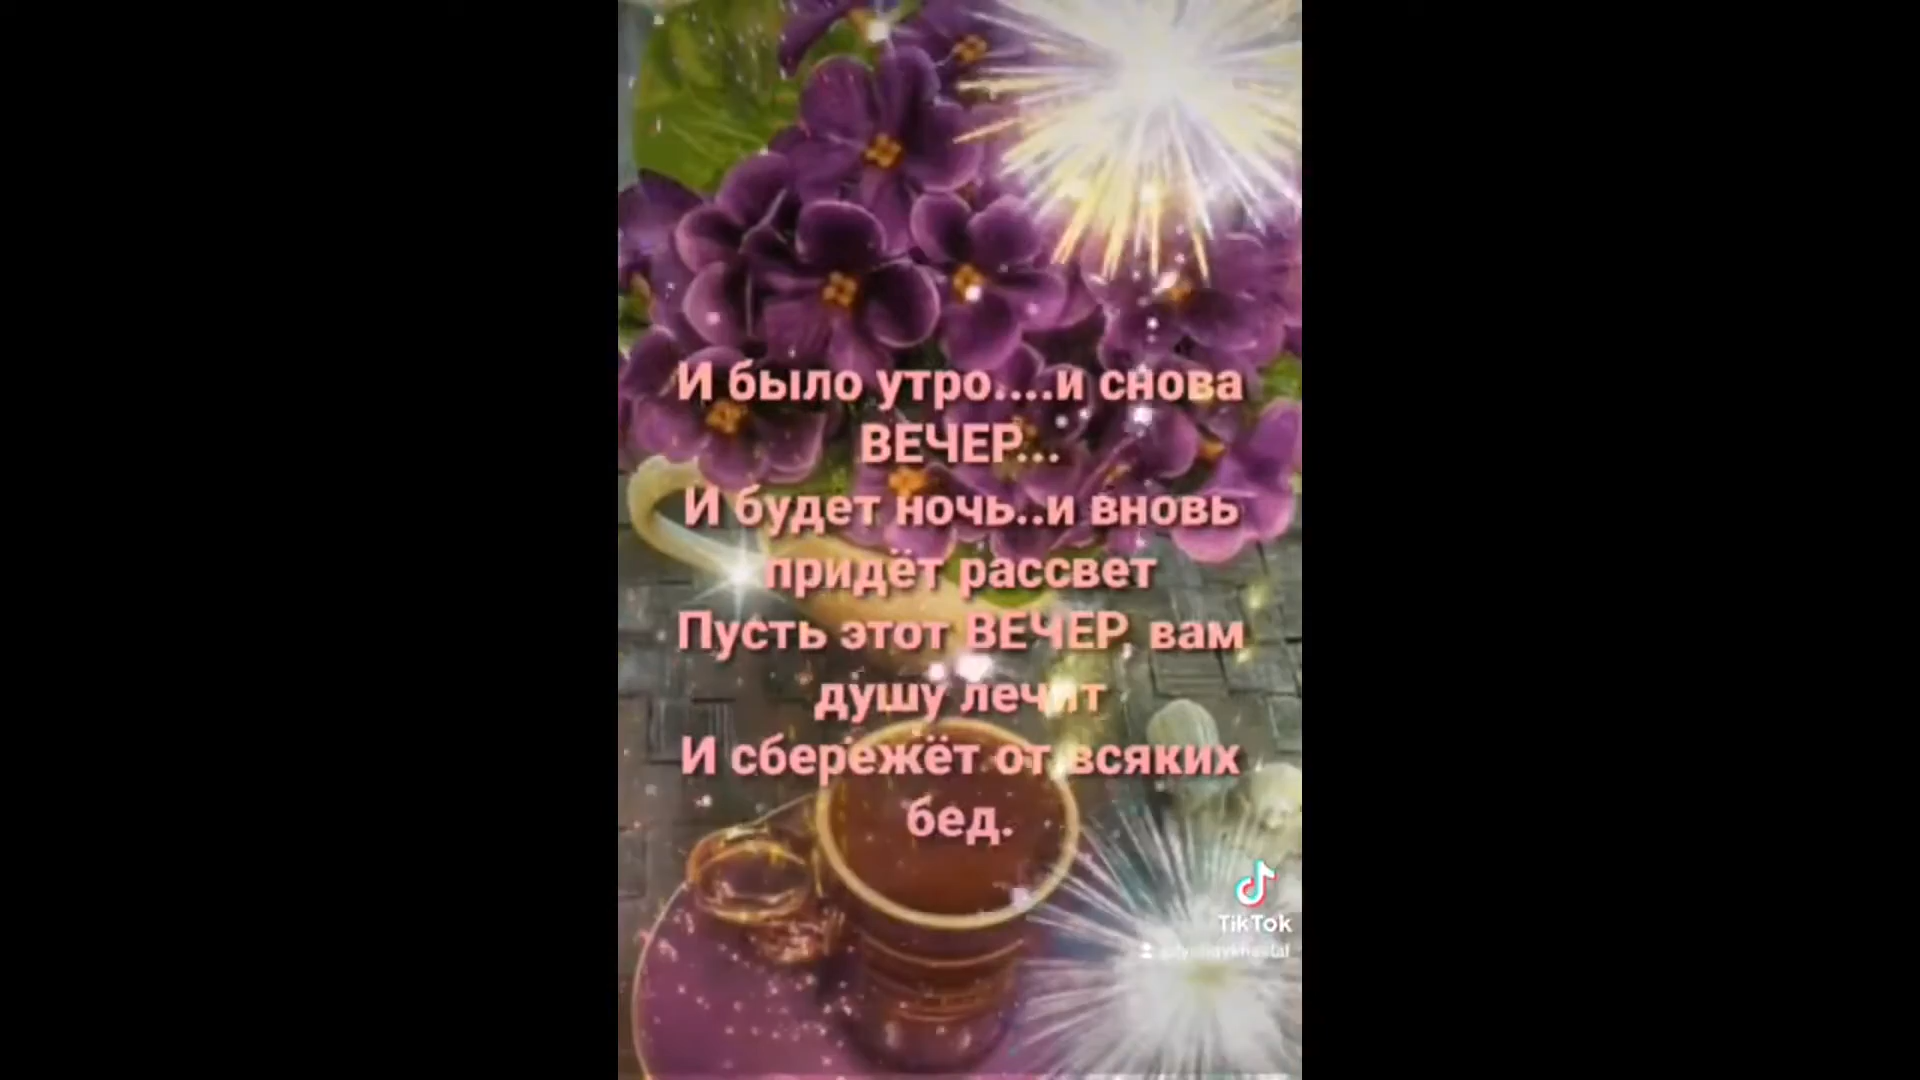 И было утро....и снова
ВЕЧЕР...
И будет ночь..и вновь
придёт рассвет
Пусть этот ВЕЧЕР, вам
душу лечит
И сбережёт от всяких
бед.
TikTok